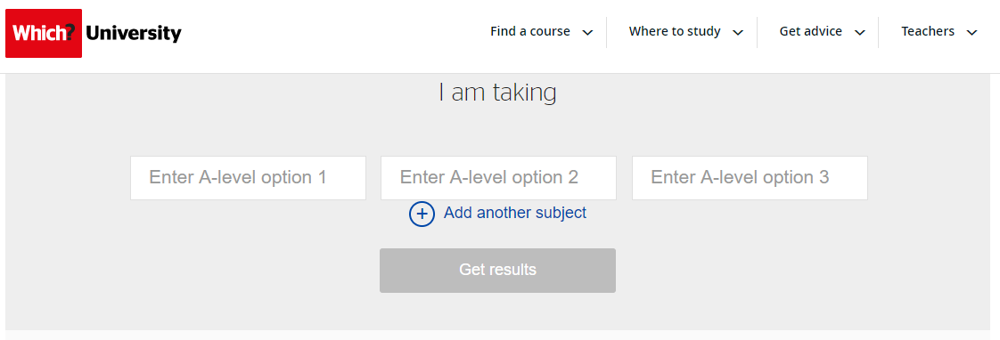 Which? University
Find a course Where to study Get advice Teachers
I am taking
Enter A-level option 1 Enter A-level option 2 Enter A-level option 3
Add another subject
Get results